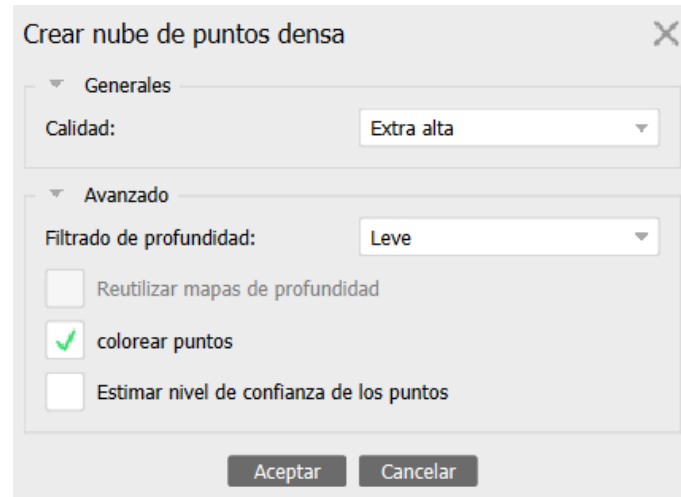 Crear nube de puntos densa
Generales
Calidad: Extra alta
Avanzado
Filtrado de profundidad: Leve
Reutilizar mapas de profundidad
colorear puntos
Estimar nivel de confianza de los puntos
Aceptar Cancelar